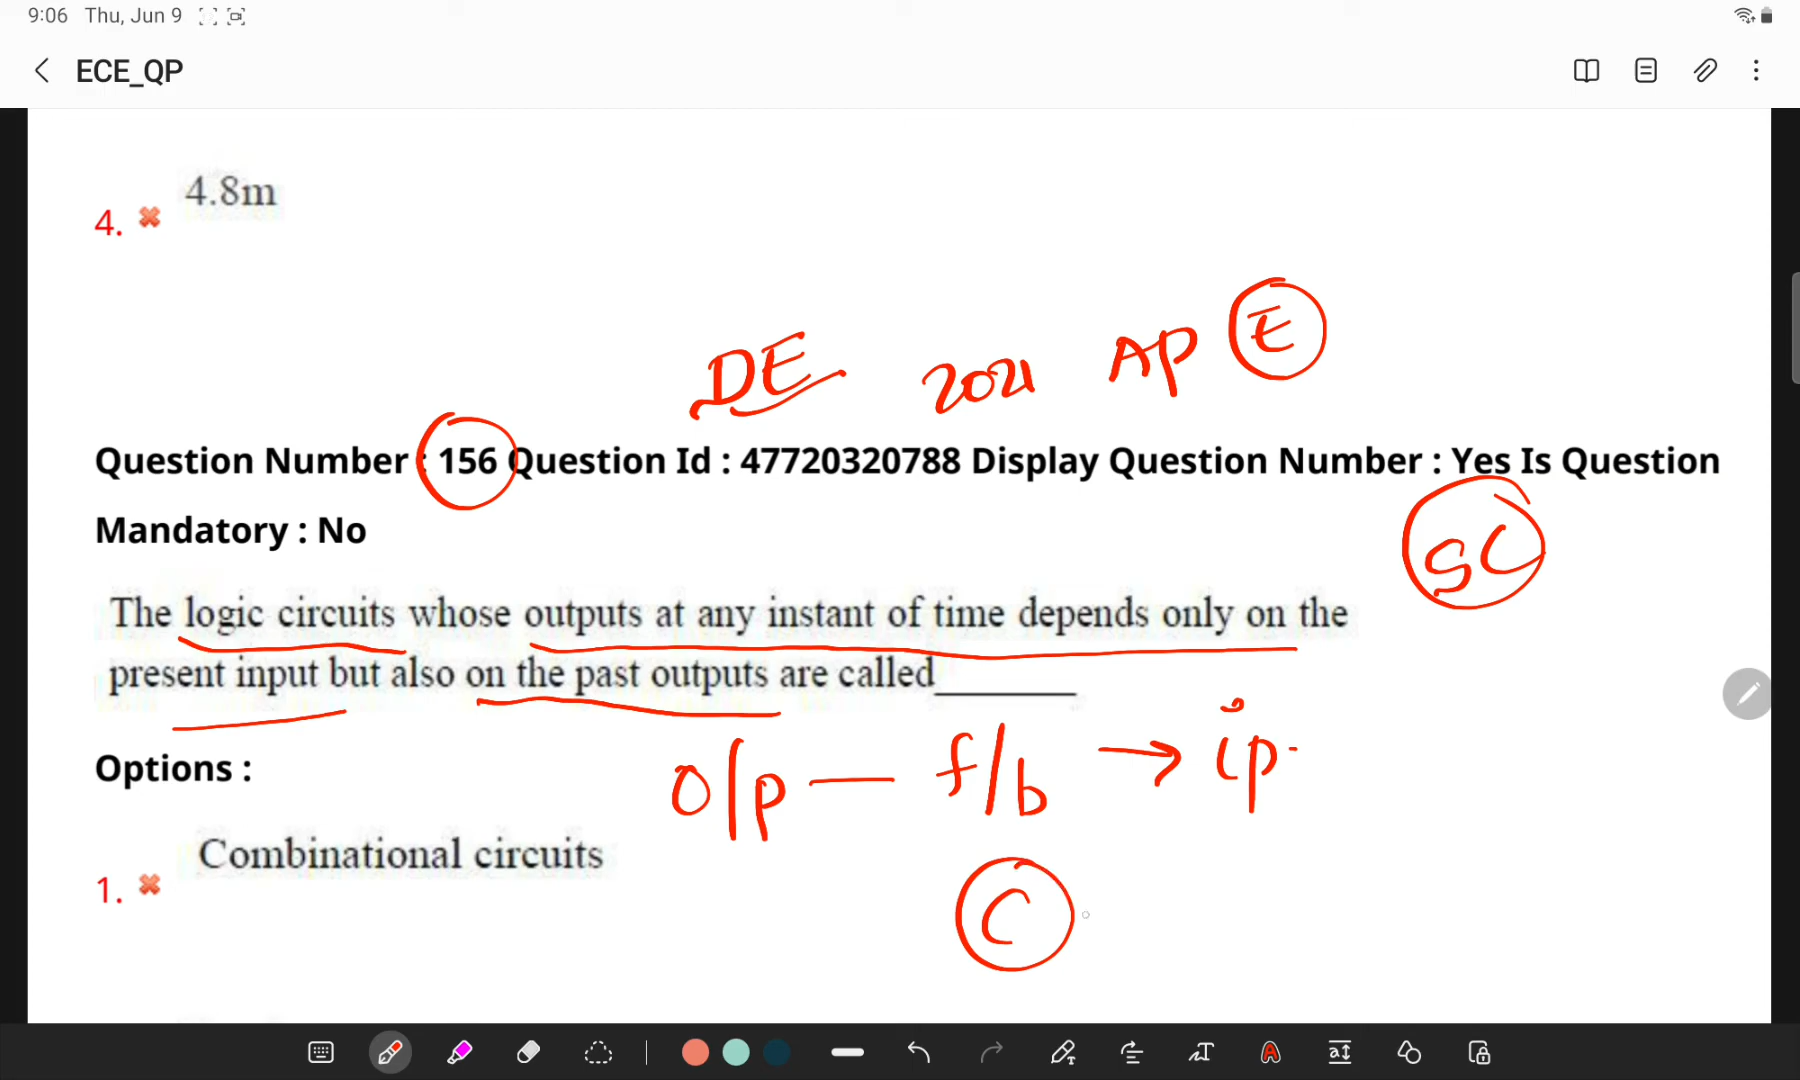 9:06 Thu, Jun 9
ECE_QP
4.8m
4.
DE 2021 AP E
Question Number : 156 Question Id : 47720320788 Display Question Number : Yes Is Question
Mandatory : No
SC
The logic circuits whose outputs at any instant of time depends only on the
present input but also on the past outputs are called_______
o/p — f/b → ip
Options :
Combinational circuits
1.
C